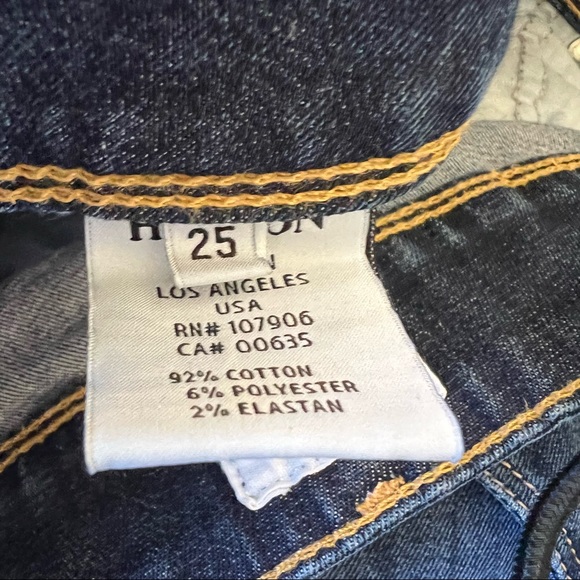 25
LOS ANGELES
USA
RN# 107906
CA# 00635
92% COTTON
6% POLYESTER
2% ELASTAN